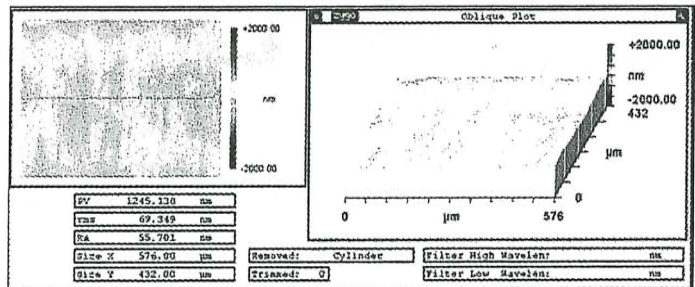 +2000.00
nm
-2000.00
Zygo
Oblique Plot
+2000.00
nm
-2000.00
432
µm
0
0
µm
576
PV 1245.130 nm
rms 69.349 nm
Ra 55.701 nm
Size X 576.00 µm
Size Y 432.00 µm
Removed: Cylinder
Trimmed: 0
Filter High Wavelen: nm
Filter Low Wavelen: nm